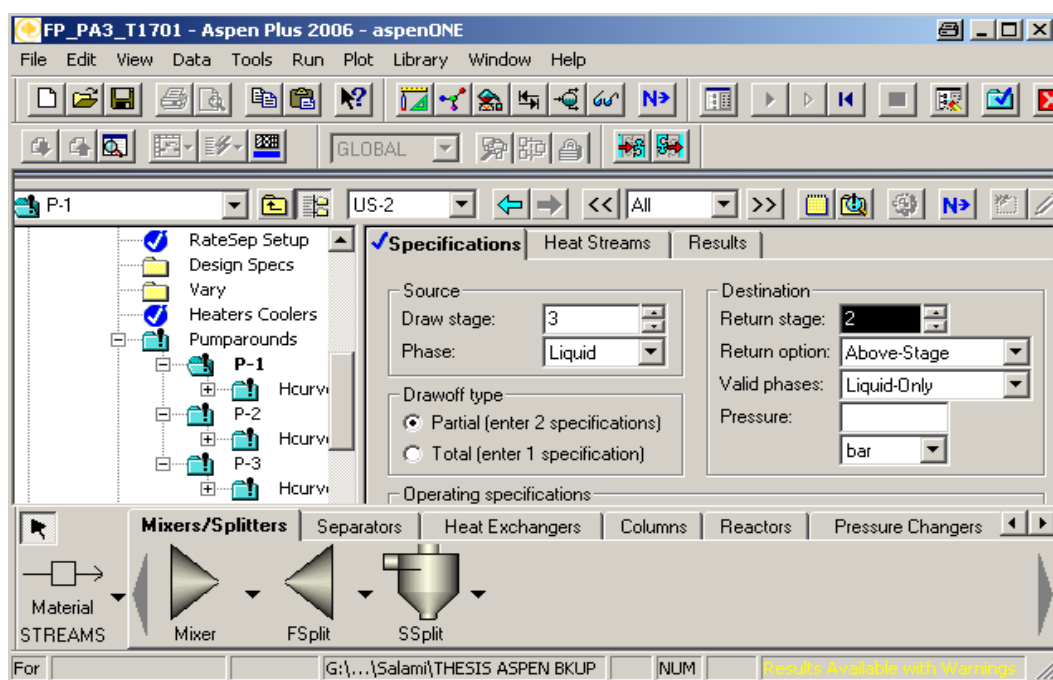 FP_PA3_T1701 - Aspen Plus 2006 - aspenONE
File Edit View Data Tools Run Plot Library Window Help
N GLOBAL
P-1 US-2 << All >> N
RateSep Setup
Design Specs
Vary
Heaters Coolers
Pumparounds
P-1
Hcurv
P-2
Hcurv
P-3
Hcurv
Specifications Heat Streams Results
Source
Draw stage: 3
Phase: Liquid
Drawoff type
Partial (enter 2 specifications)
Total (enter 1 specification)
Destination
Return stage: 2
Return option: Above-Stage
Valid phases: Liquid-Only
Pressure:
bar
Operating specifications
Mixers/Splitters Separators Heat Exchangers Columns Reactors Pressure Changers
Material
STREAMS
Mixer FSplit SSplit
For G:\...\Salami\THESIS ASPEN BKUP NUM Results Available with Warnings